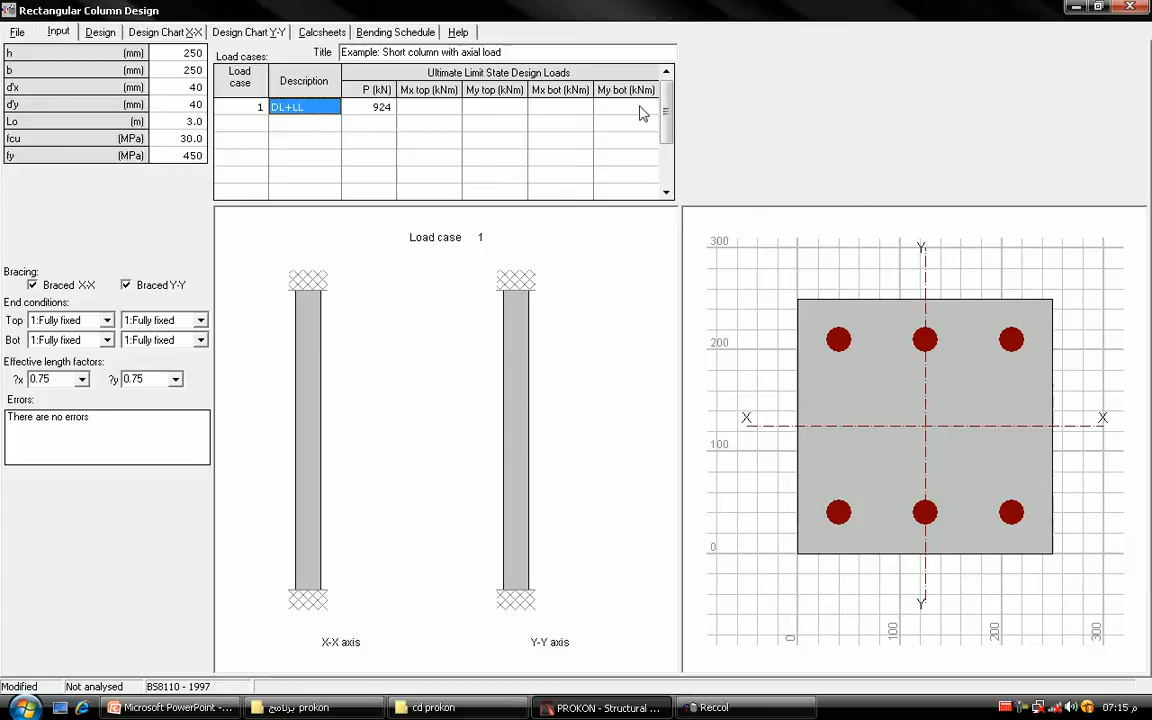 Rectangular Column Design
File Input Design Design Chart X-X Design Chart Y-Y Calcsheets Bending Schedule Help
h (mm) 250
b (mm) 250
d'x (mm) 40
d'y (mm) 40
Lo (m) 3.0
fcu (MPa) 30.0
fy (MPa) 450
Title Example: Short column with axial load
Load cases:
Load case Description Ultimate Limit State Design Loads
P (kN) Mx top (kNm) My top (kNm) Mx bot (kNm) My bot (kNm)
1 DL+LL 924
Bracing:
Braced X-X Braced Y-Y
End conditions:
Top 1:Fully fixed 1:Fully fixed
Bot 1:Fully fixed 1:Fully fixed
Effective length factors:
?x 0.75 ?y 0.75
Errors:
There are no errors
Load case 1
X-X axis Y-Y axis
300
200
100
0
0 100 200 300
Y
X X
Y
Modified Not analysed BS8110 - 1997
Microsoft PowerPoint -... برنامج prokon cd prokon PROKON - Structural ... Reccol 07:15 م